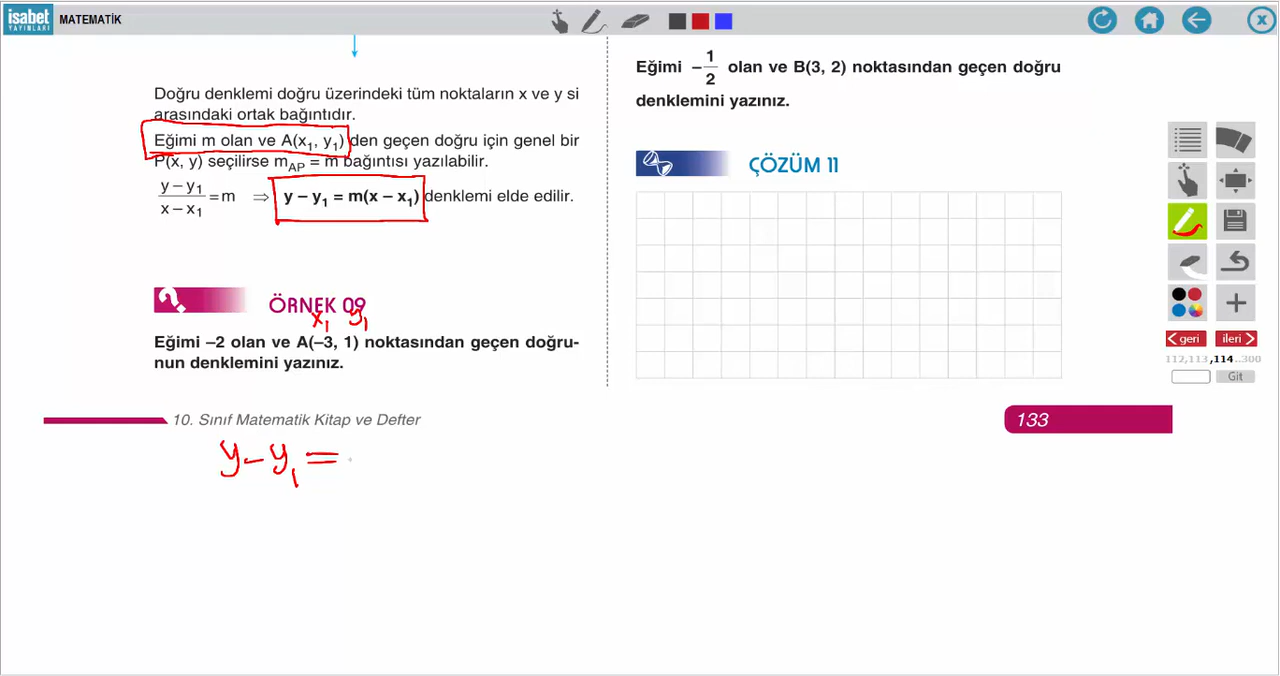 isabet
YAYINLARI
MATEMATİK
Doğru denklemi doğru üzerindeki tüm noktaların x ve y si
arasındaki ortak bağıntıdır.
Eğimi m olan ve A(x₁, y₁) den geçen doğru için genel bir
P(x, y) seçilirse m_AP = m bağıntısı yazılabilir.
(y – y₁)/(x – x₁) = m ⇒ y – y₁ = m(x – x₁) denklemi elde edilir.
ÖRNEK 09
x₁ y₁
Eğimi –2 olan ve A(–3, 1) noktasından geçen doğru-
nun denklemini yazınız.
10. Sınıf Matematik Kitap ve Defter
y – y₁ =
Eğimi –1/2 olan ve B(3, 2) noktasından geçen doğru
denklemini yazınız.
ÇÖZÜM 11
133
geri ileri
112,113,114..300
Git